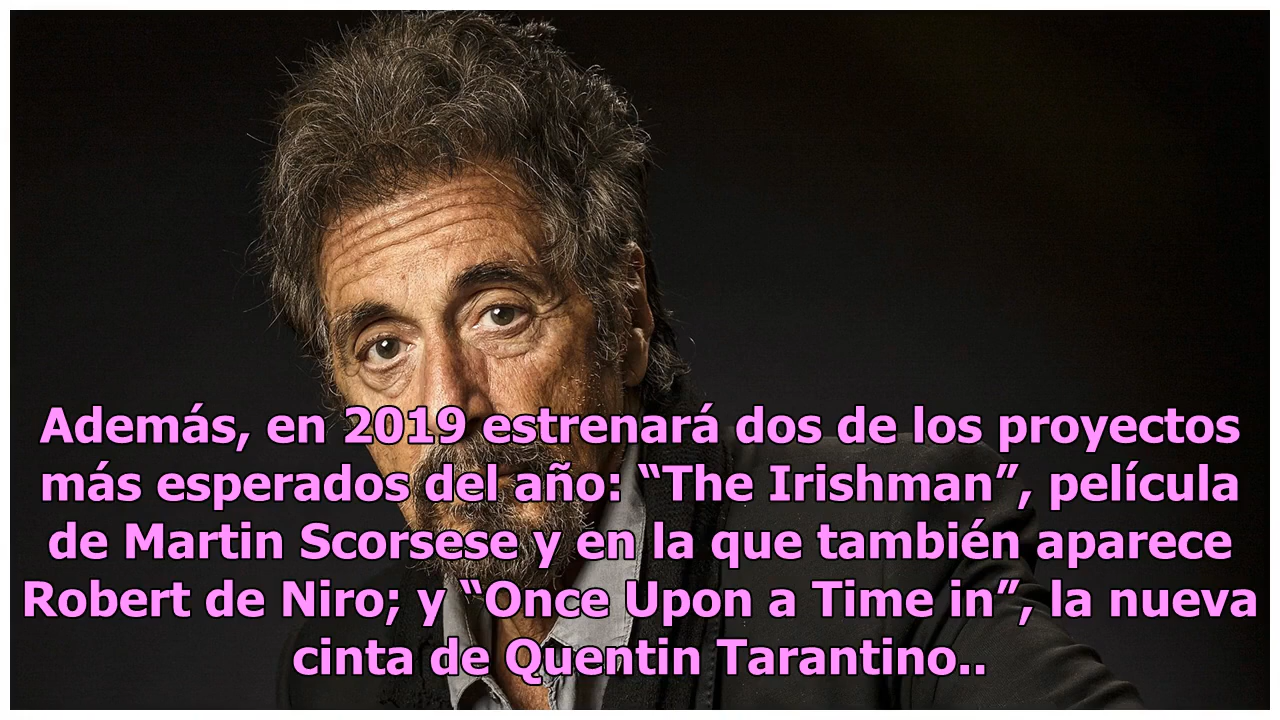 Además, en 2019 estrenará dos de los proyectos
más esperados del año: “The Irishman”, película
de Martin Scorsese y en la que también aparece
Robert de Niro; y “Once Upon a Time in”, la nueva
cinta de Quentin Tarantino..